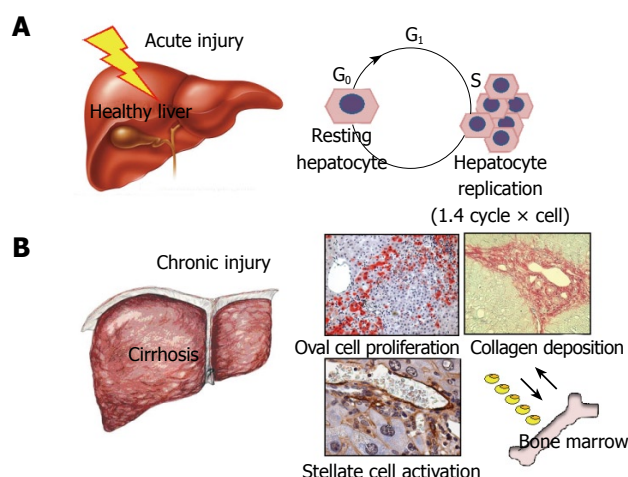 A
Acute injury
Healthy liver
G₀
G₁
S
Resting
hepatocyte
Hepatocyte
replication
(1.4 cycle × cell)
B
Chronic injury
Cirrhosis
Oval cell proliferation
Collagen deposition
Stellate cell activation
Bone marrow